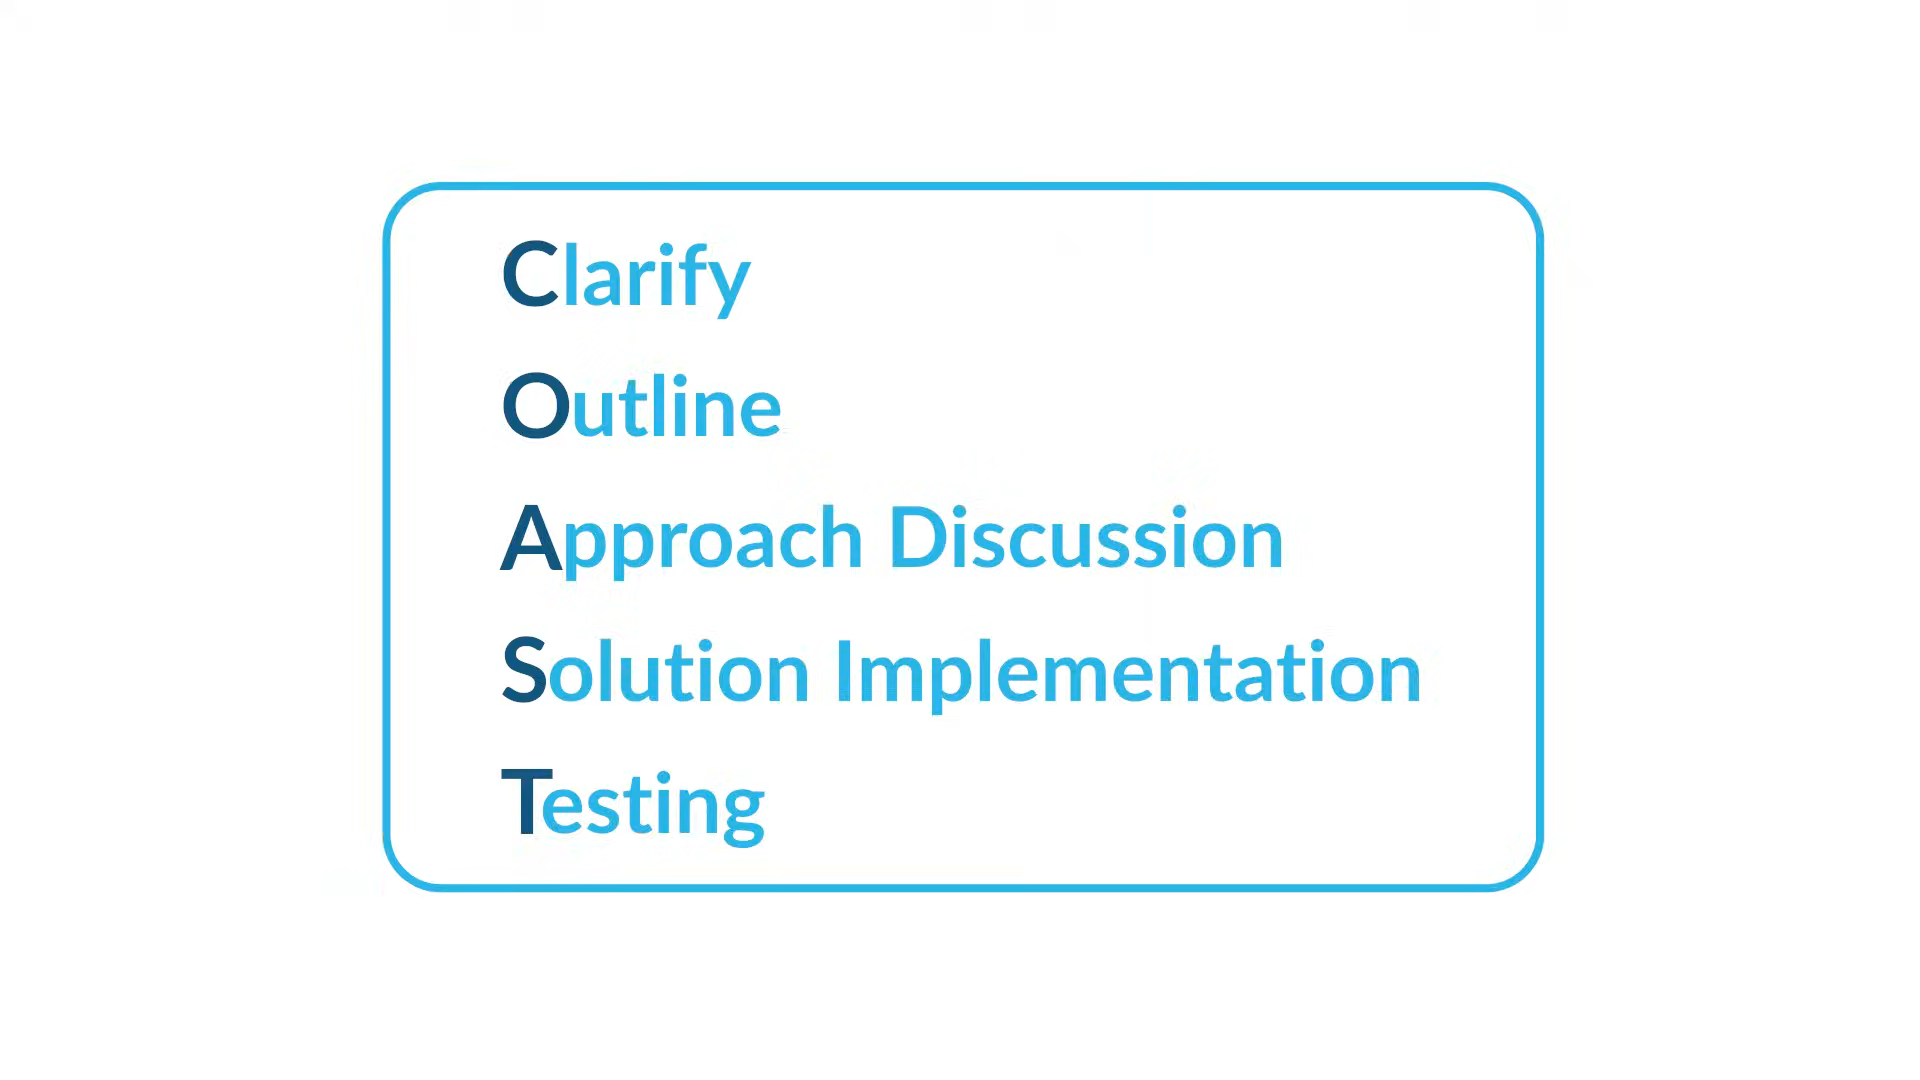 Clarify
Outline
Approach Discussion
Solution Implementation
Testing